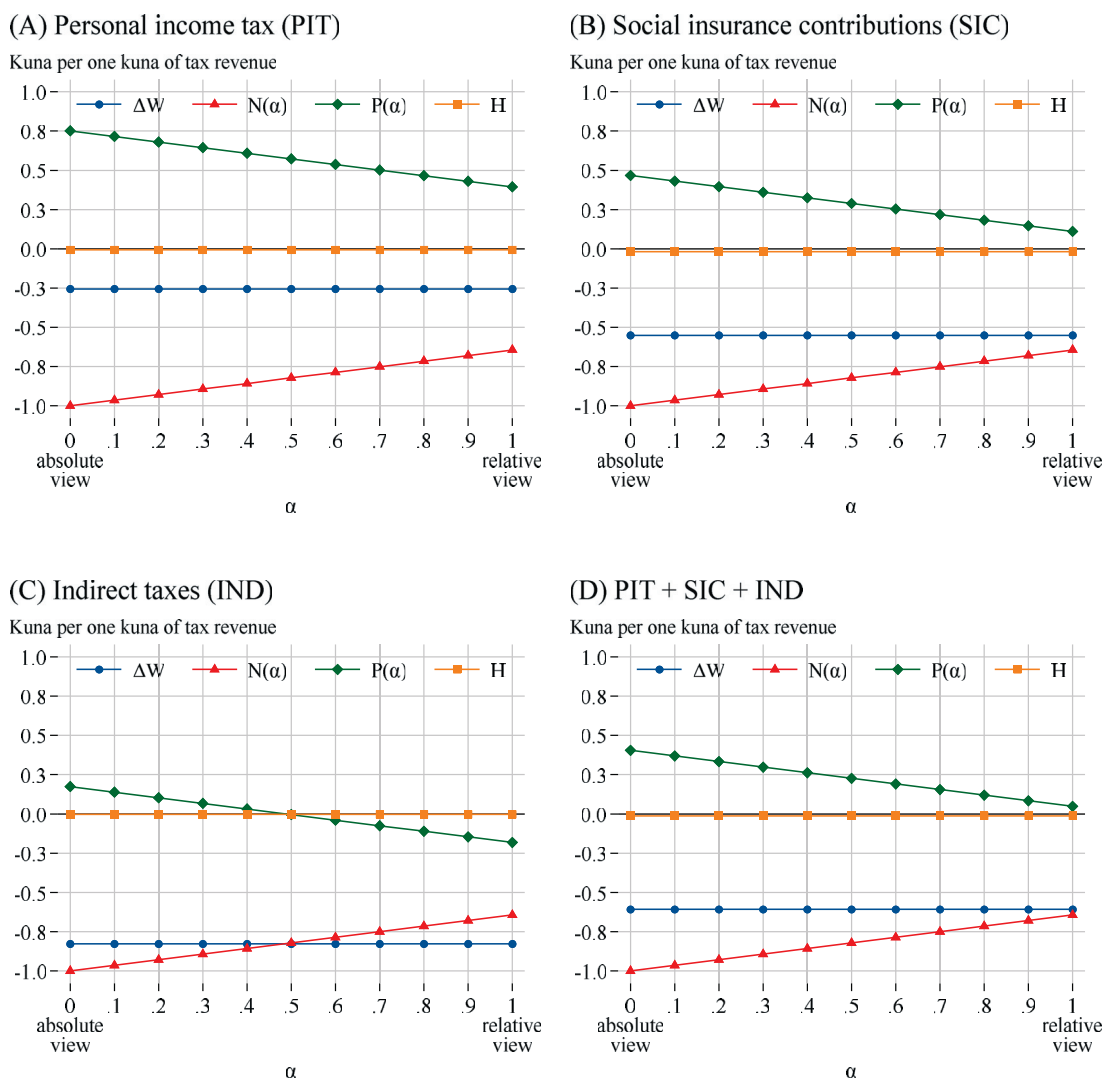 (A) Personal income tax (PIT)
Kuna per one kuna of tax revenue
ΔW N(α) P(α) H
1.0
0.8
0.5
0.3
0.0
-0.3
-0.5
-0.8
-1.0
0 .1 .2 .3 .4 .5 .6 .7 .8 .9 1
absolute relative
view view
α
(B) Social insurance contributions (SIC)
Kuna per one kuna of tax revenue
ΔW N(α) P(α) H
1.0
0.8
0.5
0.3
0.0
-0.3
-0.5
-0.8
-1.0
0 .1 .2 .3 .4 .5 .6 .7 .8 .9 1
absolute relative
view view
α
(C) Indirect taxes (IND)
Kuna per one kuna of tax revenue
ΔW N(α) P(α) H
1.0
0.8
0.5
0.3
0.0
-0.3
-0.5
-0.8
-1.0
0 .1 .2 .3 .4 .5 .6 .7 .8 .9 1
absolute relative
view view
α
(D) PIT + SIC + IND
Kuna per one kuna of tax revenue
ΔW N(α) P(α) H
1.0
0.8
0.5
0.3
0.0
-0.3
-0.5
-0.8
-1.0
0 .1 .2 .3 .4 .5 .6 .7 .8 .9 1
absolute relative
view view
α